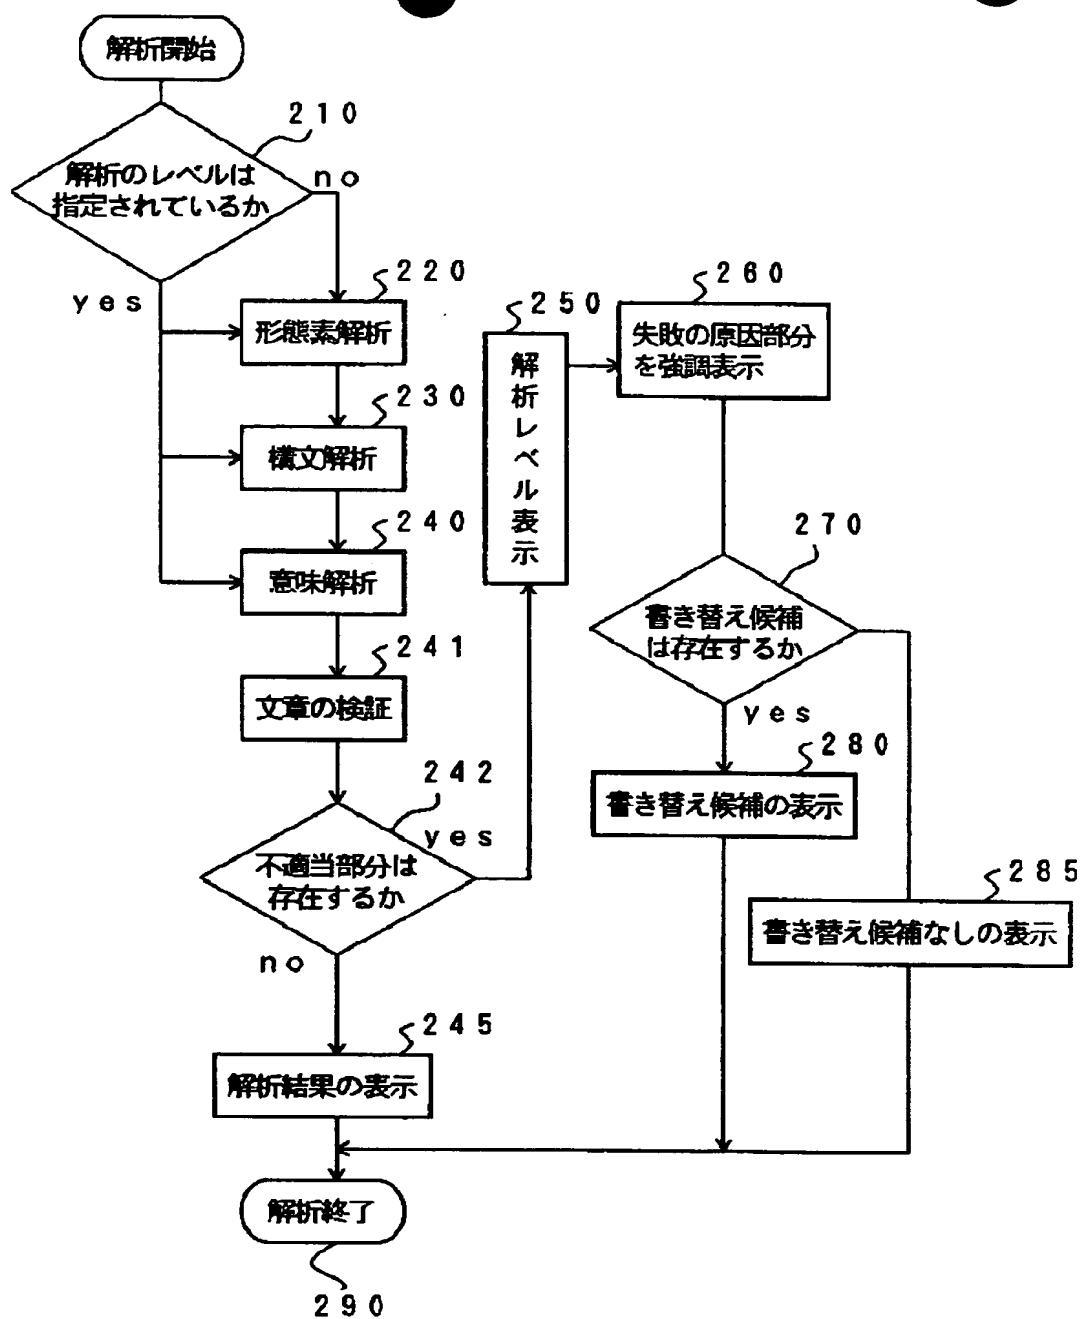 解析開始
210
解析のレベルは
指定されているか
no
yes
220
形態素解析
230
構文解析
240
意味解析
241
文章の検証
242
不適当部分は
存在するか
yes
no
245
解析結果の表示
解析終了
290
250
解析レベル表示
260
失敗の原因部分
を強調表示
270
書き替え候補
は存在するか
yes
280
書き替え候補の表示
285
書き替え候補なしの表示